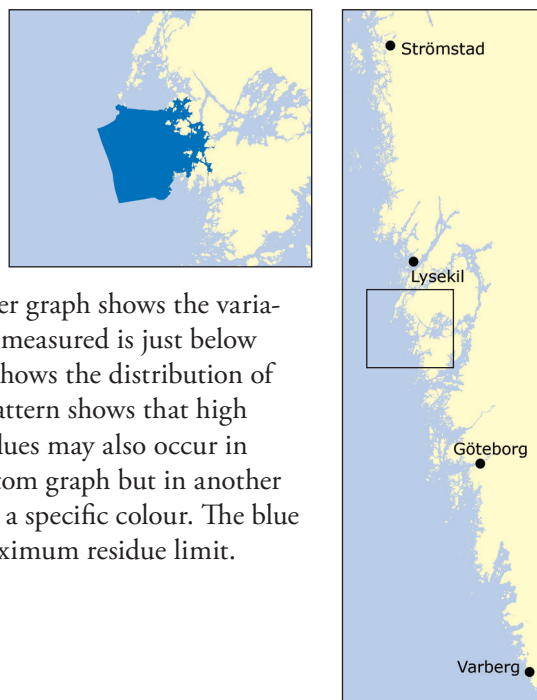 er graph shows the varia-
measured is just below
hows the distribution of
attern shows that high
lues may also occur in
tom graph but in another
a specific colour. The blue
ximum residue limit.
Strömstad
Lysekil
Göteborg
Varberg